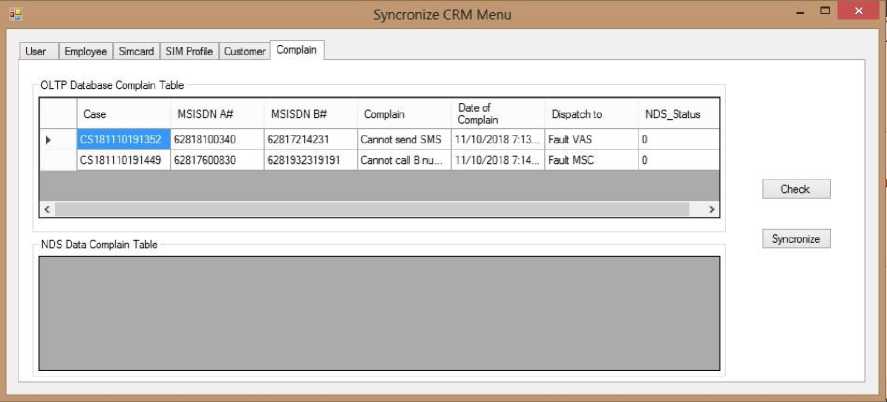 Syncronize CRM Menu
User Employee Simcard SIM Profile Customer Complain
OLTP Database Complain Table
Case MSISDN A# MSISDN B# Complain Date of Complain Dispatch to NDS_Status
CS181110191352 62818100340 62817214231 Cannot send SMS 11/10/2018 7:13... Fault VAS 0
CS181110191449 62817600830 6281932319191 Cannot call B nu... 11/10/2018 7:14... Fault MSC 0
Check
Syncronize
NDS Data Complain Table